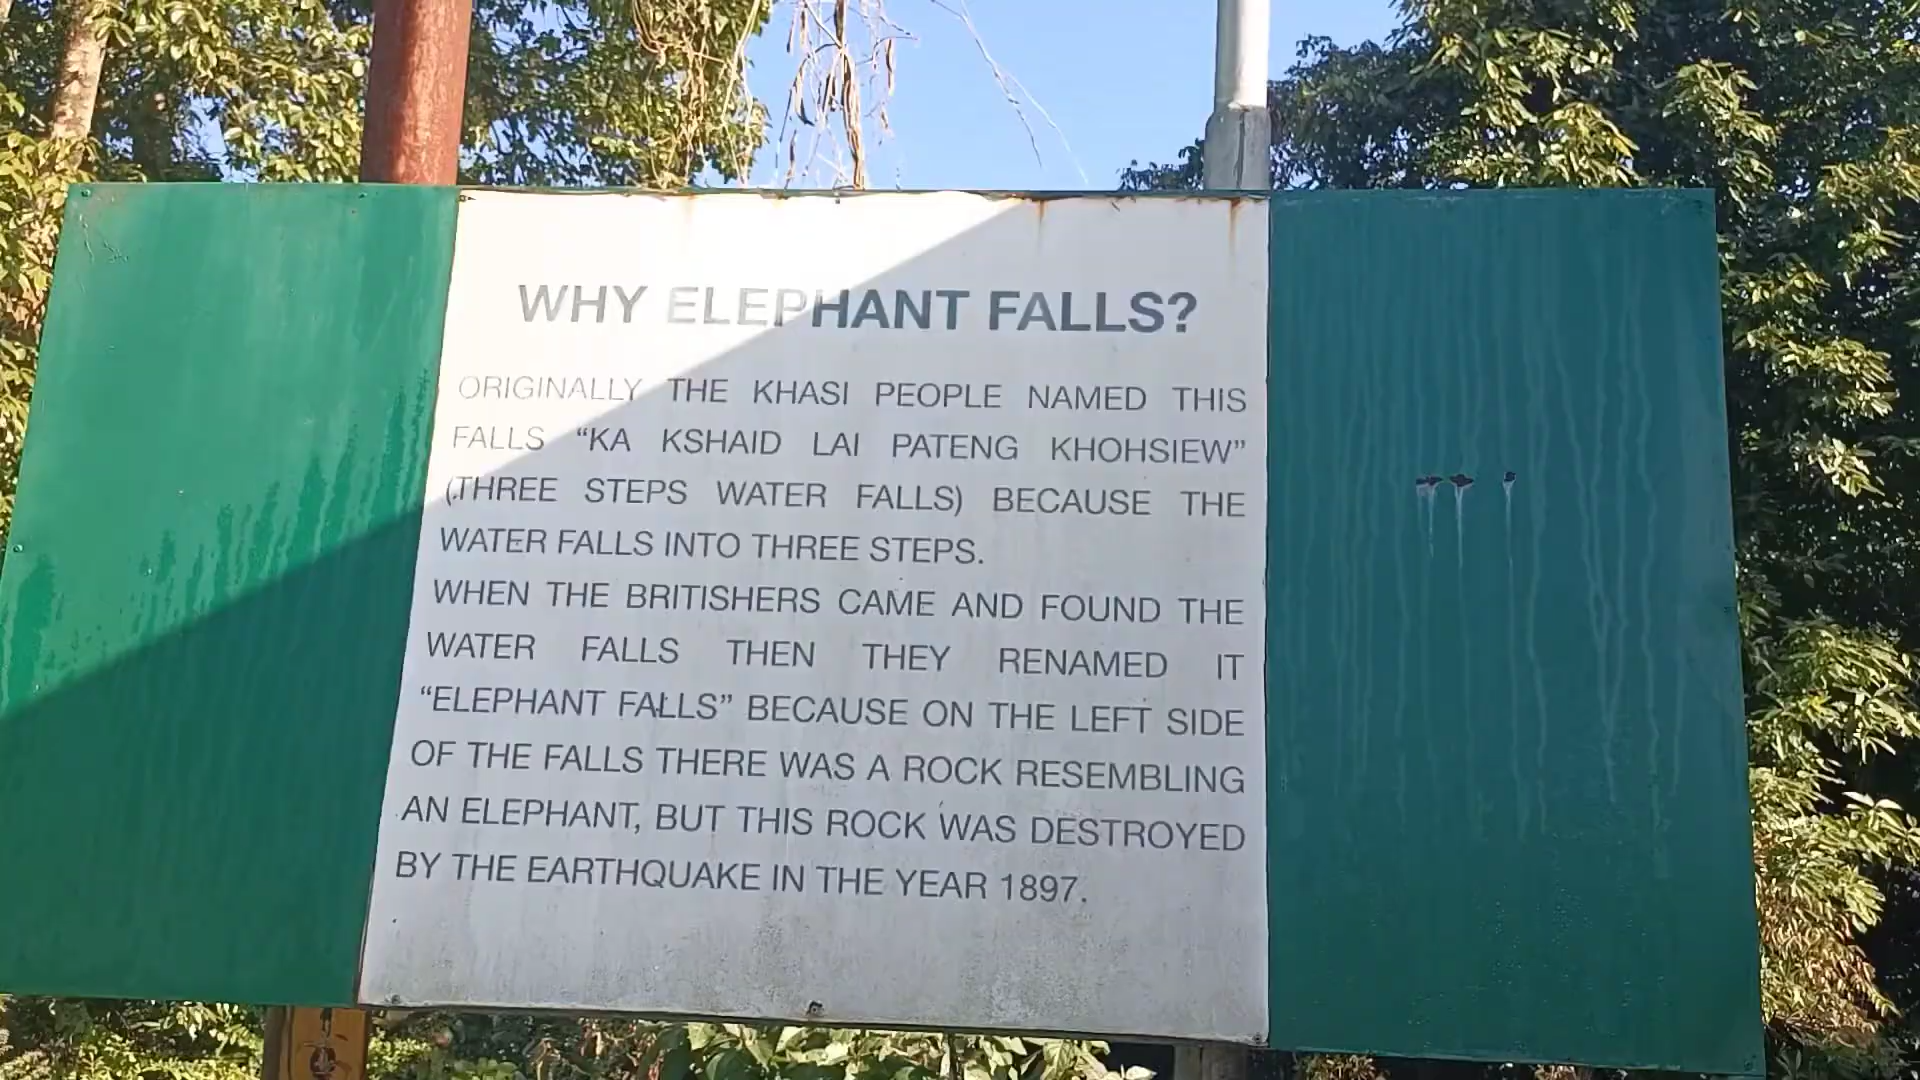 WHY ELEPHANT FALLS?
ORIGINALLY THE KHASI PEOPLE NAMED THIS
FALLS “KA KSHAID LAI PATENG KHOHSIEW”
(THREE STEPS WATER FALLS) BECAUSE THE
WATER FALLS INTO THREE STEPS.
WHEN THE BRITISHERS CAME AND FOUND THE
WATER FALLS THEN THEY RENAMED IT
“ELEPHANT FALLS” BECAUSE ON THE LEFT SIDE
OF THE FALLS THERE WAS A ROCK RESEMBLING
AN ELEPHANT, BUT THIS ROCK WAS DESTROYED
BY THE EARTHQUAKE IN THE YEAR 1897.